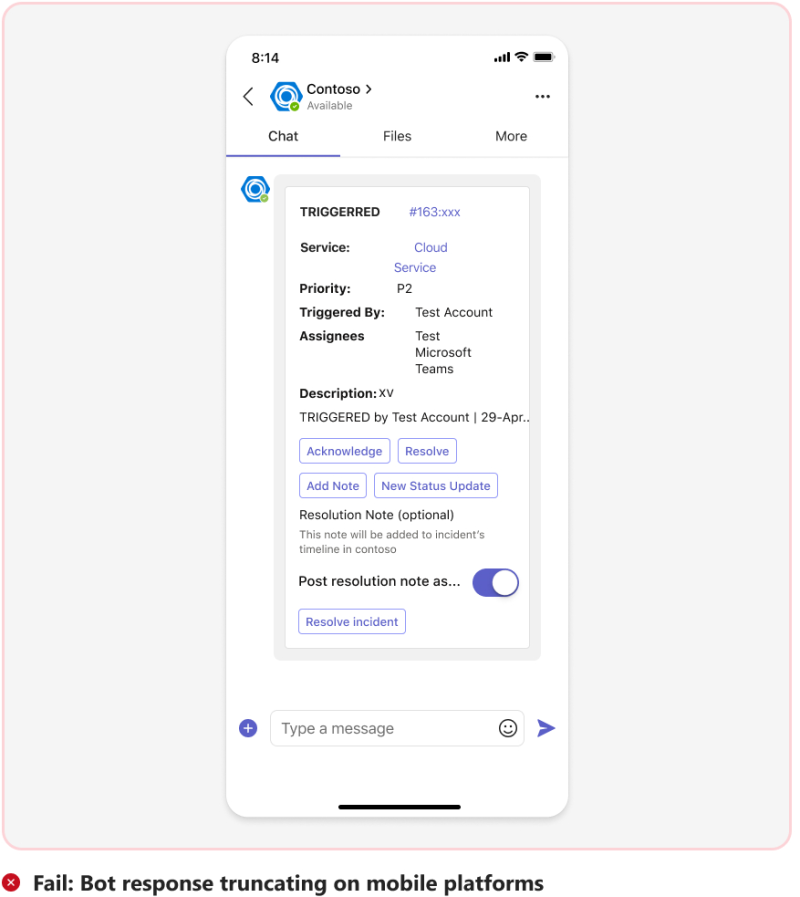 8:14
Contoso >
Available
Chat Files More
TRIGGERRED #163:xxx
Service: Cloud
Service
Priority: P2
Triggered By: Test Account
Assignees Test
Microsoft
Teams
Description: XV
TRIGGERED by Test Account | 29-Apr..
Acknowledge Resolve
Add Note New Status Update
Resolution Note (optional)
This note will be added to incident's
timeline in contoso
Post resolution note as...
Resolve incident
Type a message
Fail: Bot response truncating on mobile platforms